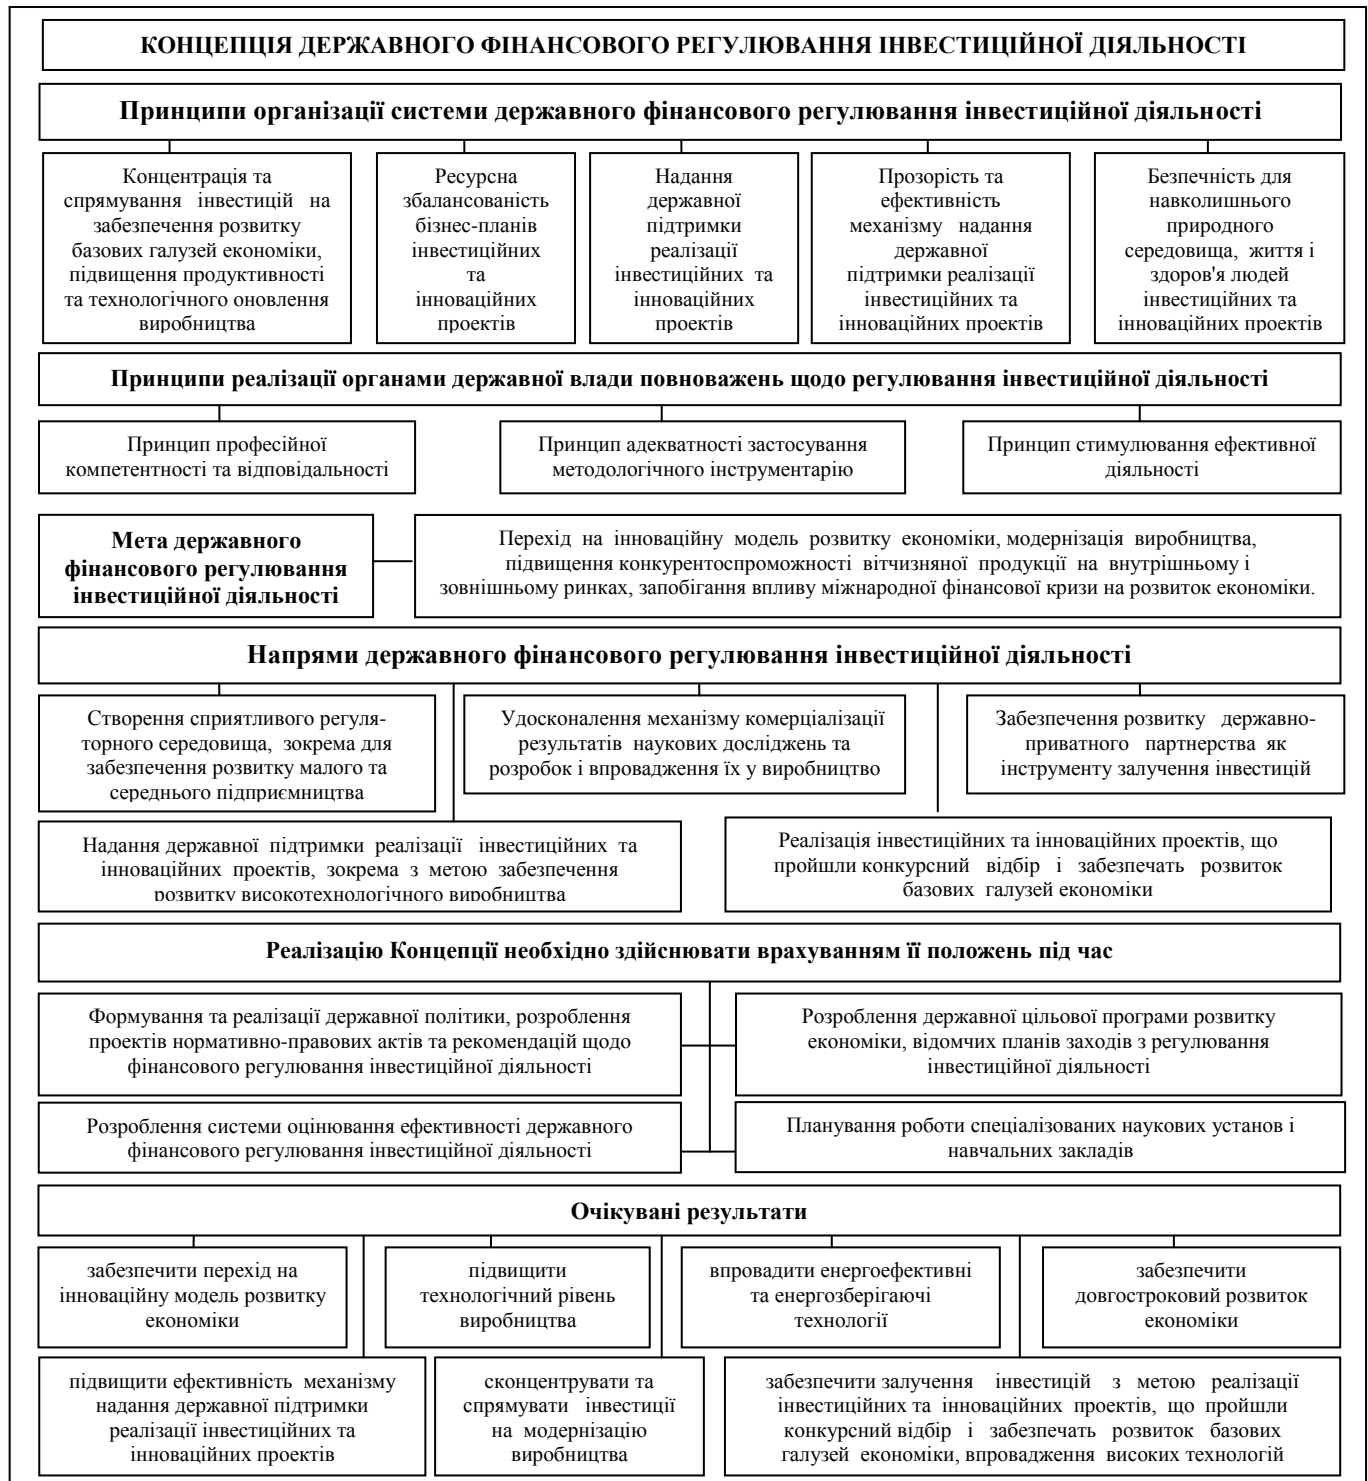 КОНЦЕПЦІЯ ДЕРЖАВНОГО ФІНАНСОВОГО РЕГУЛЮВАННЯ ІНВЕСТИЦІЙНОЇ ДІЯЛЬНОСТІ
Принципи організації системи державного фінансового регулювання інвестиційної діяльності
Концентрація та
спрямування інвестицій на
забезпечення розвитку
базових галузей економіки,
підвищення продуктивності
та технологічного оновлення
виробництва
Ресурсна
збалансованість
бізнес-планів
інвестиційних
та
інноваційних
проектів
Надання
державної
підтримки
реалізації
інвестиційних та
інноваційних
проектів
Прозорість та
ефективність
механізму надання
державної
підтримки реалізації
інвестиційних та
інноваційних проектів
Безпечність для
навколишнього
природного
середовища, життя і
здоров'я людей
інвестиційних та
інноваційних проектів
Принципи реалізації органами державної влади повноважень щодо регулювання інвестиційної діяльності
Принцип професійної
компетентності та відповідальності
Принцип адекватності застосування
методологічного інструментарію
Принцип стимулювання ефективної
діяльності
Мета державного
фінансового регулювання
інвестиційної діяльності
Перехід на інноваційну модель розвитку економіки, модернізація виробництва,
підвищення конкурентоспроможності вітчизняної продукції на внутрішньому і
зовнішньому ринках, запобігання впливу міжнародної фінансової кризи на розвиток економіки.
Напрями державного фінансового регулювання інвестиційної діяльності
Створення сприятливого регуля-
торного середовища, зокрема для
забезпечення розвитку малого та
середнього підприємництва
Удосконалення механізму комерціалізації
результатів наукових досліджень та
розробок і впровадження їх у виробництво
Забезпечення розвитку державно-
приватного партнерства як
інструменту залучення інвестицій
Надання державної підтримки реалізації інвестиційних та
інноваційних проектів, зокрема з метою забезпечення
розвитку високотехнологічного виробництва
Реалізація інвестиційних та інноваційних проектів, що
пройшли конкурсний відбір і забезпечать розвиток
базових галузей економіки
Реалізацію Концепції необхідно здійснювати врахуванням її положень під час
Формування та реалізації державної політики, розроблення
проектів нормативно-правових актів та рекомендацій щодо
фінансового регулювання інвестиційної діяльності
Розроблення державної цільової програми розвитку
економіки, відомчих планів заходів з регулювання
інвестиційної діяльності
Розроблення системи оцінювання ефективності державного
фінансового регулювання інвестиційної діяльності
Планування роботи спеціалізованих наукових установ і
навчальних закладів
Очікувані результати
забезпечити перехід на
інноваційну модель розвитку
економіки
підвищити
технологічний рівень
виробництва
впровадити енергоефективні
та енергозберігаючі
технології
забезпечити
довгостроковий розвиток
економіки
підвищити ефективність механізму
надання державної підтримки
реалізації інвестиційних та
інноваційних проектів
сконцентрувати та
спрямувати інвестиції
на модернізацію
виробництва
забезпечити залучення інвестицій з метою реалізації
інвестиційних та інноваційних проектів, що пройшли
конкурсний відбір і забезпечать розвиток базових
галузей економіки, впровадження високих технологій